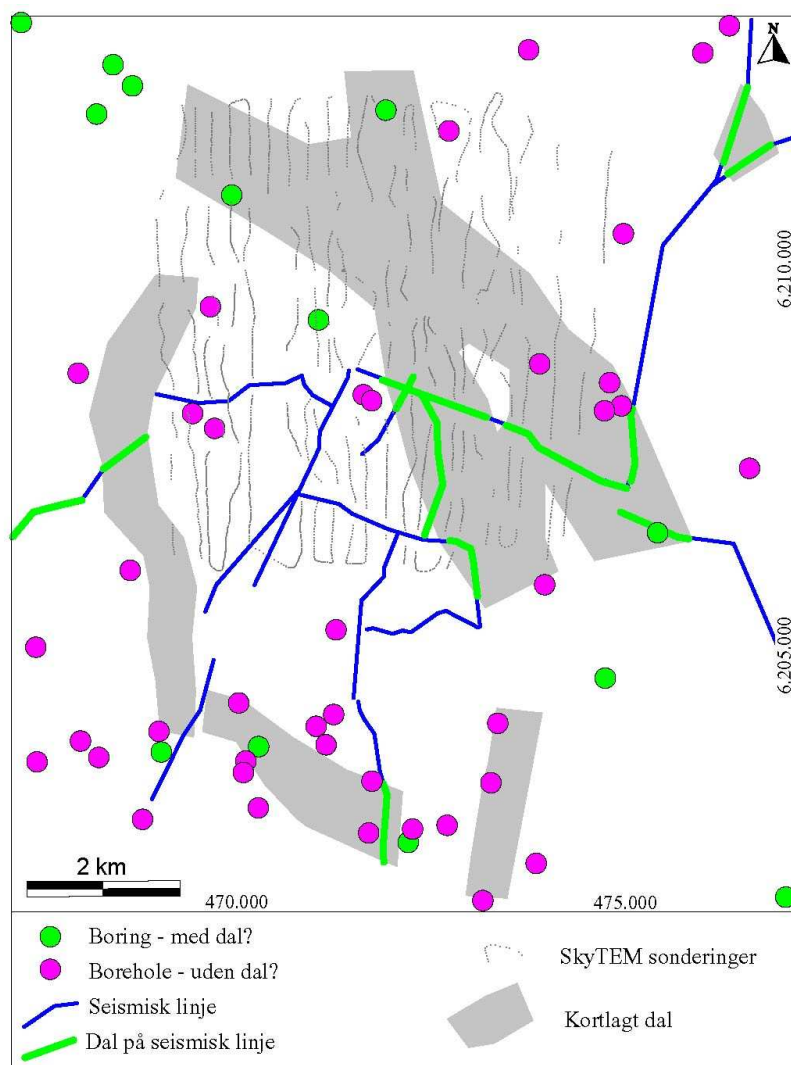 N
6.210.000
6.205.000
2 km
470.000
475.000
Boring - med dal?
Borehole - uden dal?
Seismisk linje
Dal på seismisk linje
SkyTEM sonderinger
Kortlagt dal